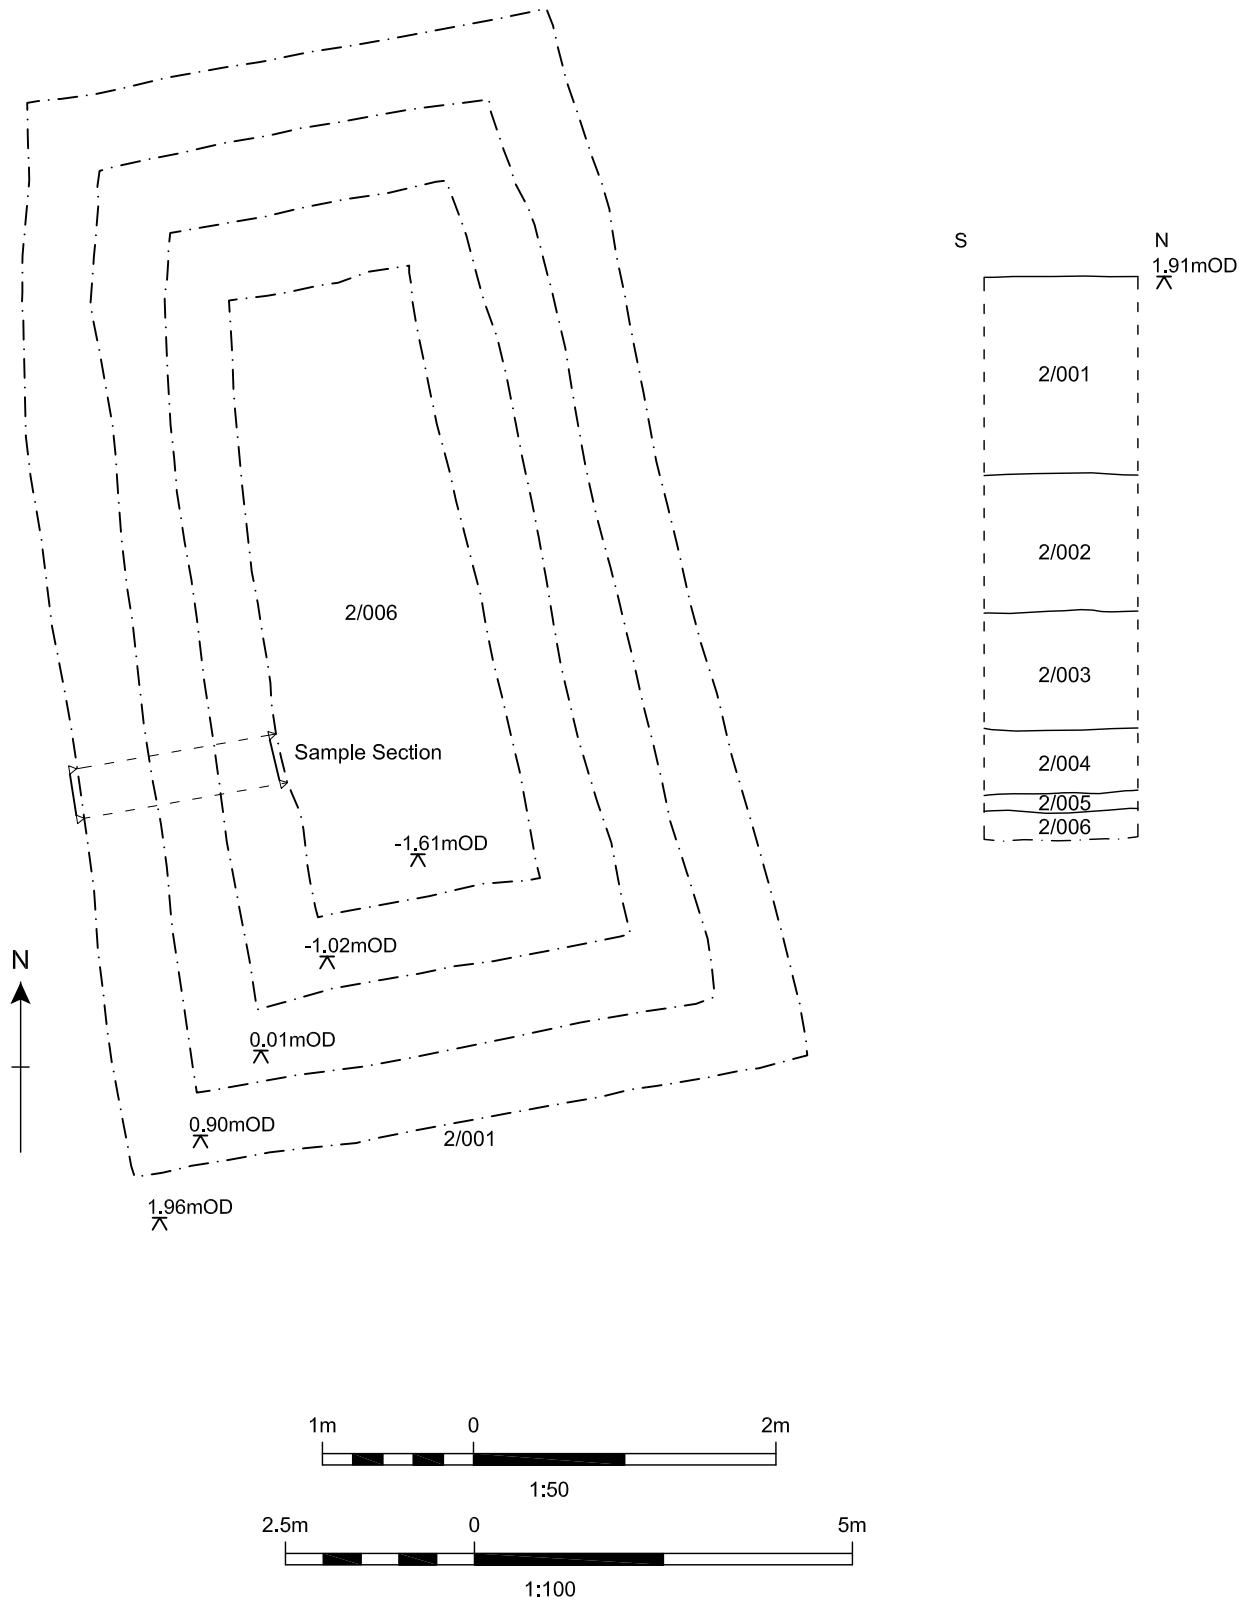 S
N
1.91mOD
2/001
2/002
2/003
2/004
2/005
2/006
2/006
Sample Section
-1.61mOD
-1.02mOD
0.01mOD
0.90mOD
2/001
1.96mOD
N
1m 0 2m
1:50
2.5m 0 5m
1:100